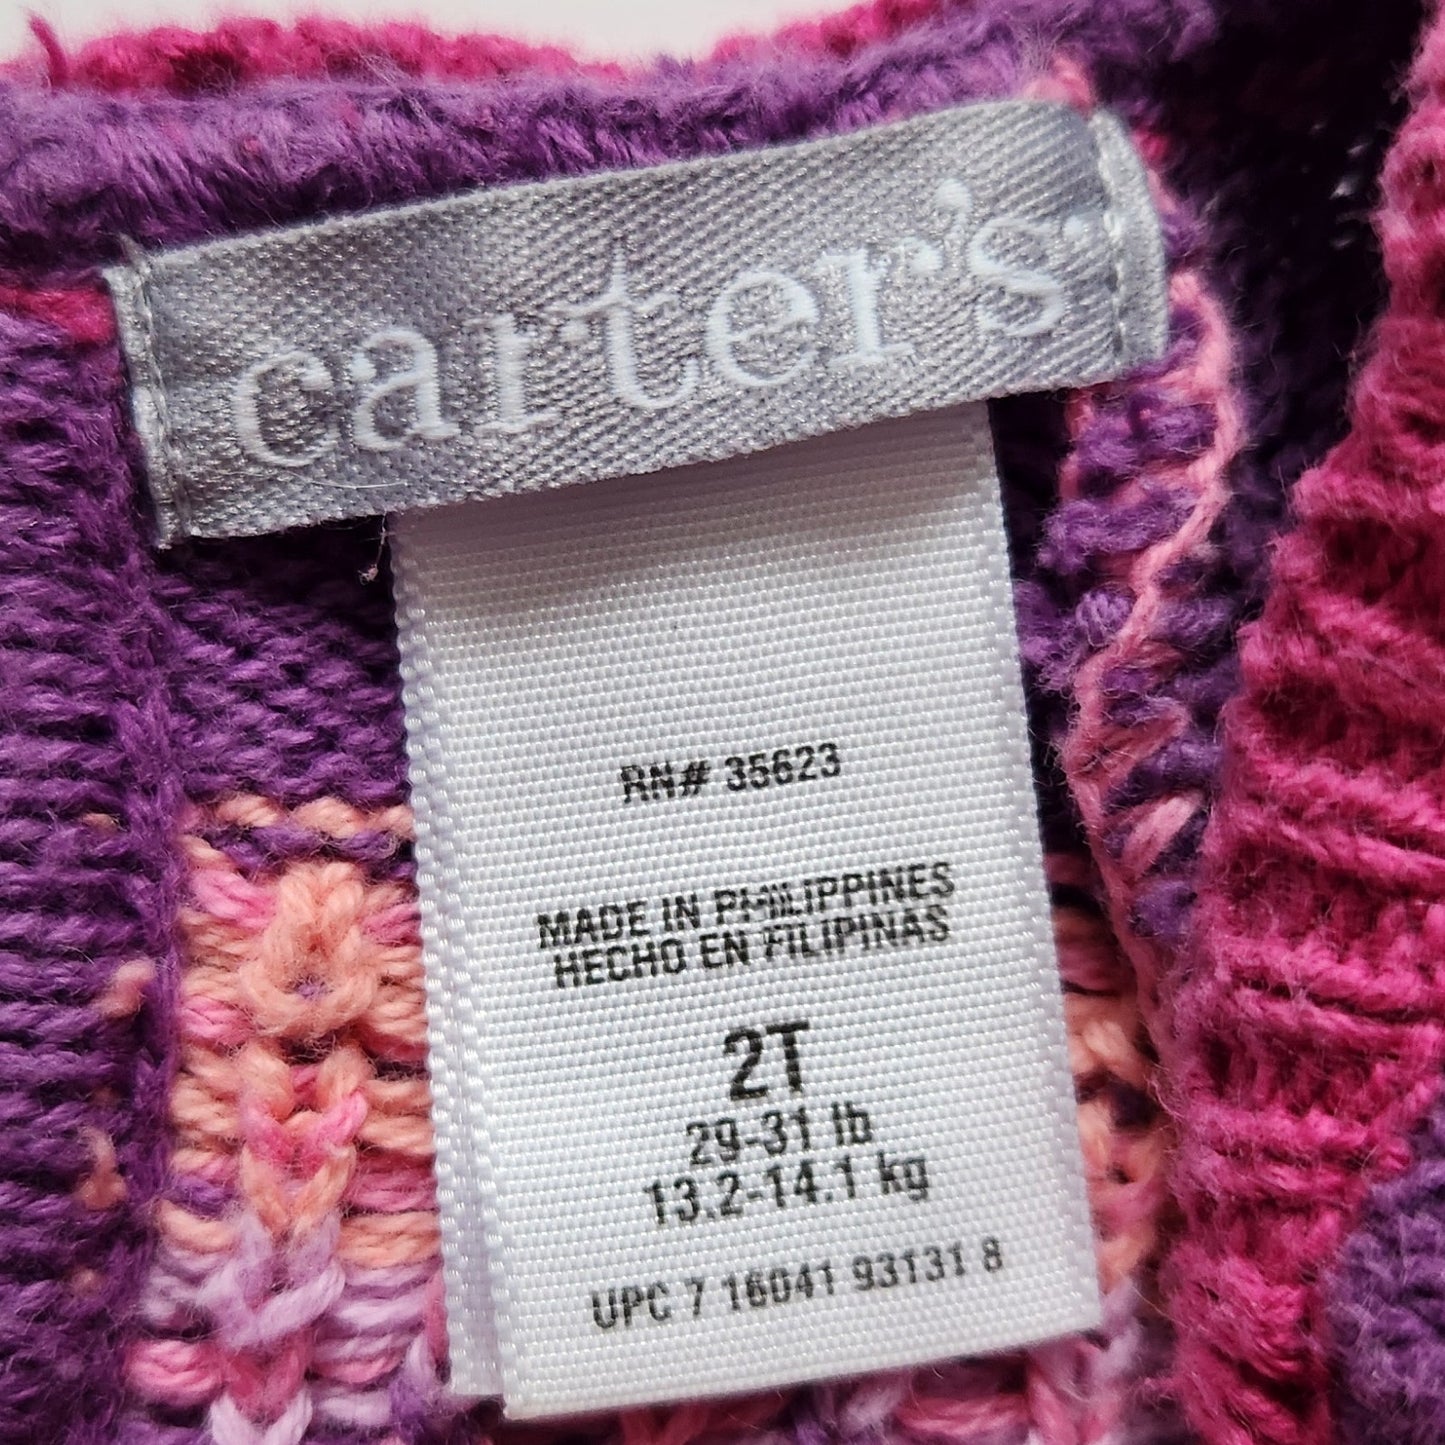 carter's
RN# 35623
MADE IN PHILIPPINES
HECHO EN FILIPINAS
2T
29-31 lb
13.2-14.1 kg
UPC 7 16041 93131 8